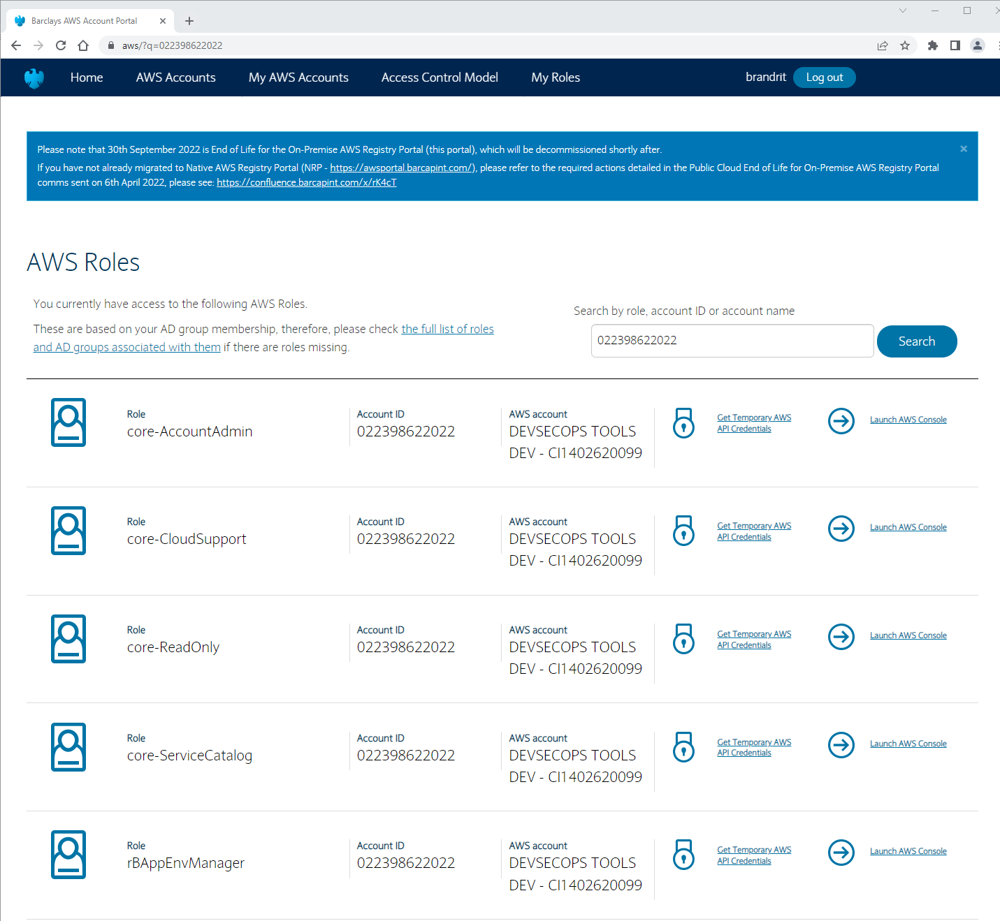 Barclays AWS Account Portal
aws/?q=022398622022
Home AWS Accounts My AWS Accounts Access Control Model My Roles brandrit Log out
Please note that 30th September 2022 is End of Life for the On-Premise AWS Registry Portal (this portal), which will be decommissioned shortly after.
If you have not already migrated to Native AWS Registry Portal (NRP - https://awsportal.barcapint.com/), please refer to the required actions detailed in the Public Cloud End of Life for On-Premise AWS Registry Portal
comms sent on 6th April 2022, please see: https://confluence.barcapint.com/x/rK4cT
AWS Roles
You currently have access to the following AWS Roles.
These are based on your AD group membership, therefore, please check the full list of roles
and AD groups associated with them if there are roles missing.
Search by role, account ID or account name
022398622022 Search
Role Account ID AWS account
core-AccountAdmin 022398622022 DEVSECOPS TOOLS
DEV - CI1402620099
Get Temporary AWS
API Credentials
Launch AWS Console
Role Account ID AWS account
core-CloudSupport 022398622022 DEVSECOPS TOOLS
DEV - CI1402620099
Get Temporary AWS
API Credentials
Launch AWS Console
Role Account ID AWS account
core-ReadOnly 022398622022 DEVSECOPS TOOLS
DEV - CI1402620099
Get Temporary AWS
API Credentials
Launch AWS Console
Role Account ID AWS account
core-ServiceCatalog 022398622022 DEVSECOPS TOOLS
DEV - CI1402620099
Get Temporary AWS
API Credentials
Launch AWS Console
Role Account ID AWS account
rBAppEnvManager 022398622022 DEVSECOPS TOOLS
DEV - CI1402620099
Get Temporary AWS
API Credentials
Launch AWS Console